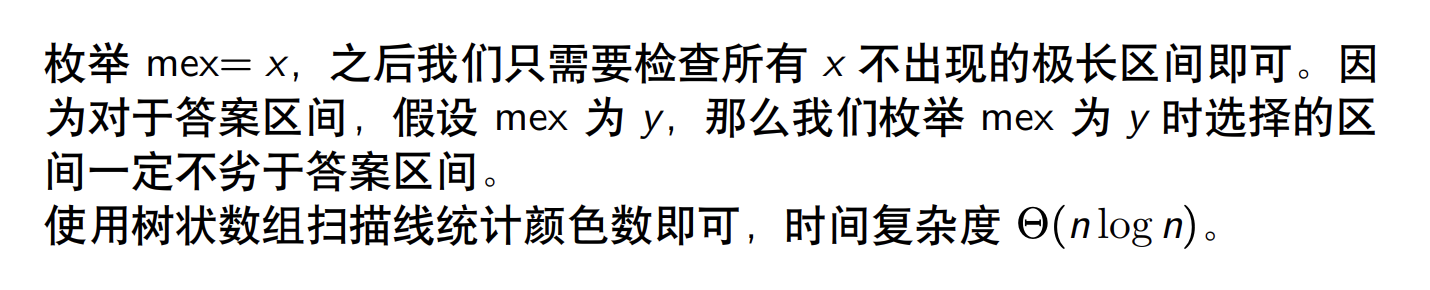 枚举 mex= x，之后我们只需要检查所有 x 不出现的极长区间即可。因
为对于答案区间，假设 mex 为 y，那么我们枚举 mex 为 y 时选择的区
间一定不劣于答案区间。
使用树状数组扫描线统计颜色数即可，时间复杂度 Θ(n log n)。